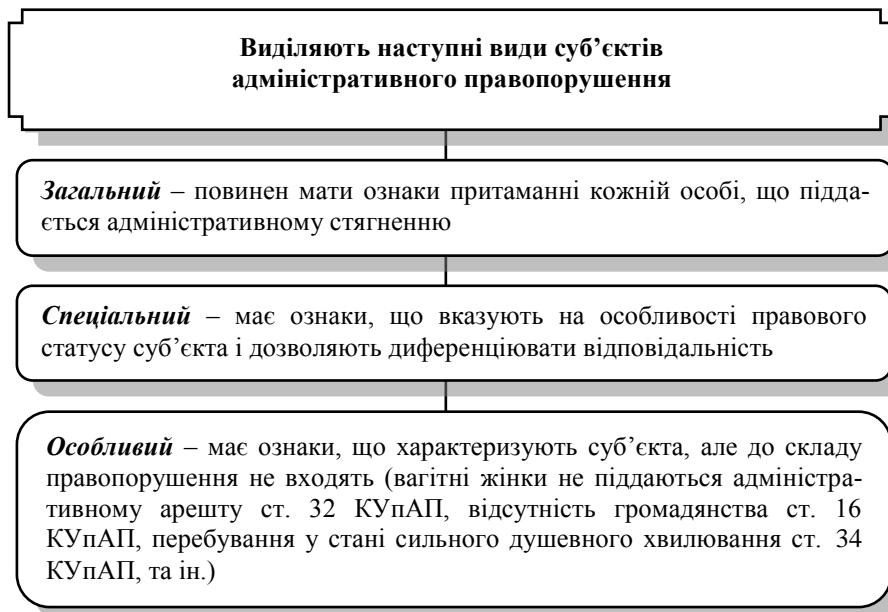 Виділяють наступні види суб’єктів
адміністративного правопорушення
Загальний – повинен мати ознаки притаманні кожній особі, що підда-
ється адміністративному стягненню
Спеціальний – має ознаки, що вказують на особливості правового
статусу суб’єкта і дозволяють диференціювати відповідальність
Особливий – має ознаки, що характеризують суб’єкта, але до складу
правопорушення не входять (вагітні жінки не піддаються адміністра-
тивному арешту ст. 32 КУпАП, відсутність громадянства ст. 16
КУпАП, перебування у стані сильного душевного хвилювання ст. 34
КУпАП, та ін.)